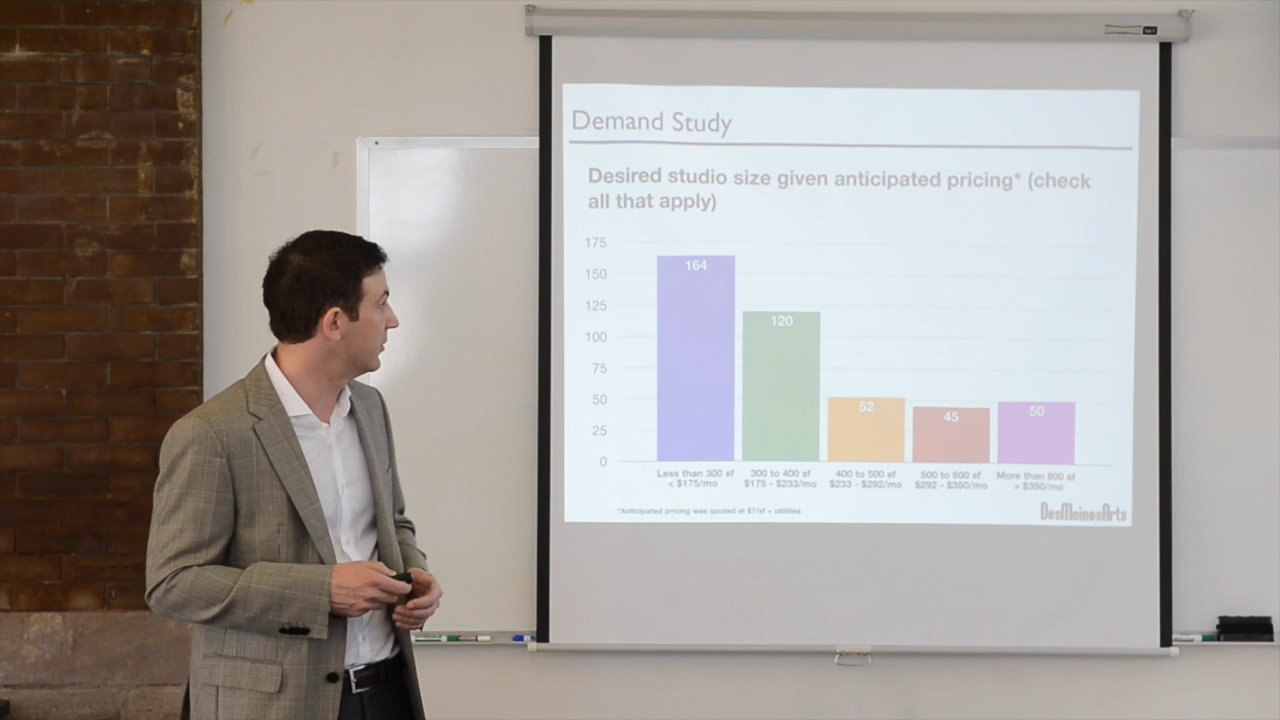 Demand Study
Desired studio size given anticipated pricing* (check
all that apply)
175
150
125
100
75
50
25
0
164
120
52
45
50
Less than 300 sf
< $175/mo
300 to 400 sf
$175 - $233/mo
400 to 500 sf
$233 - $292/mo
500 to 600 sf
$292 - $350/mo
More than 600 sf
> $350/mo
*Anticipated pricing was quoted at $7/sf + utilities
DesMoinesArts